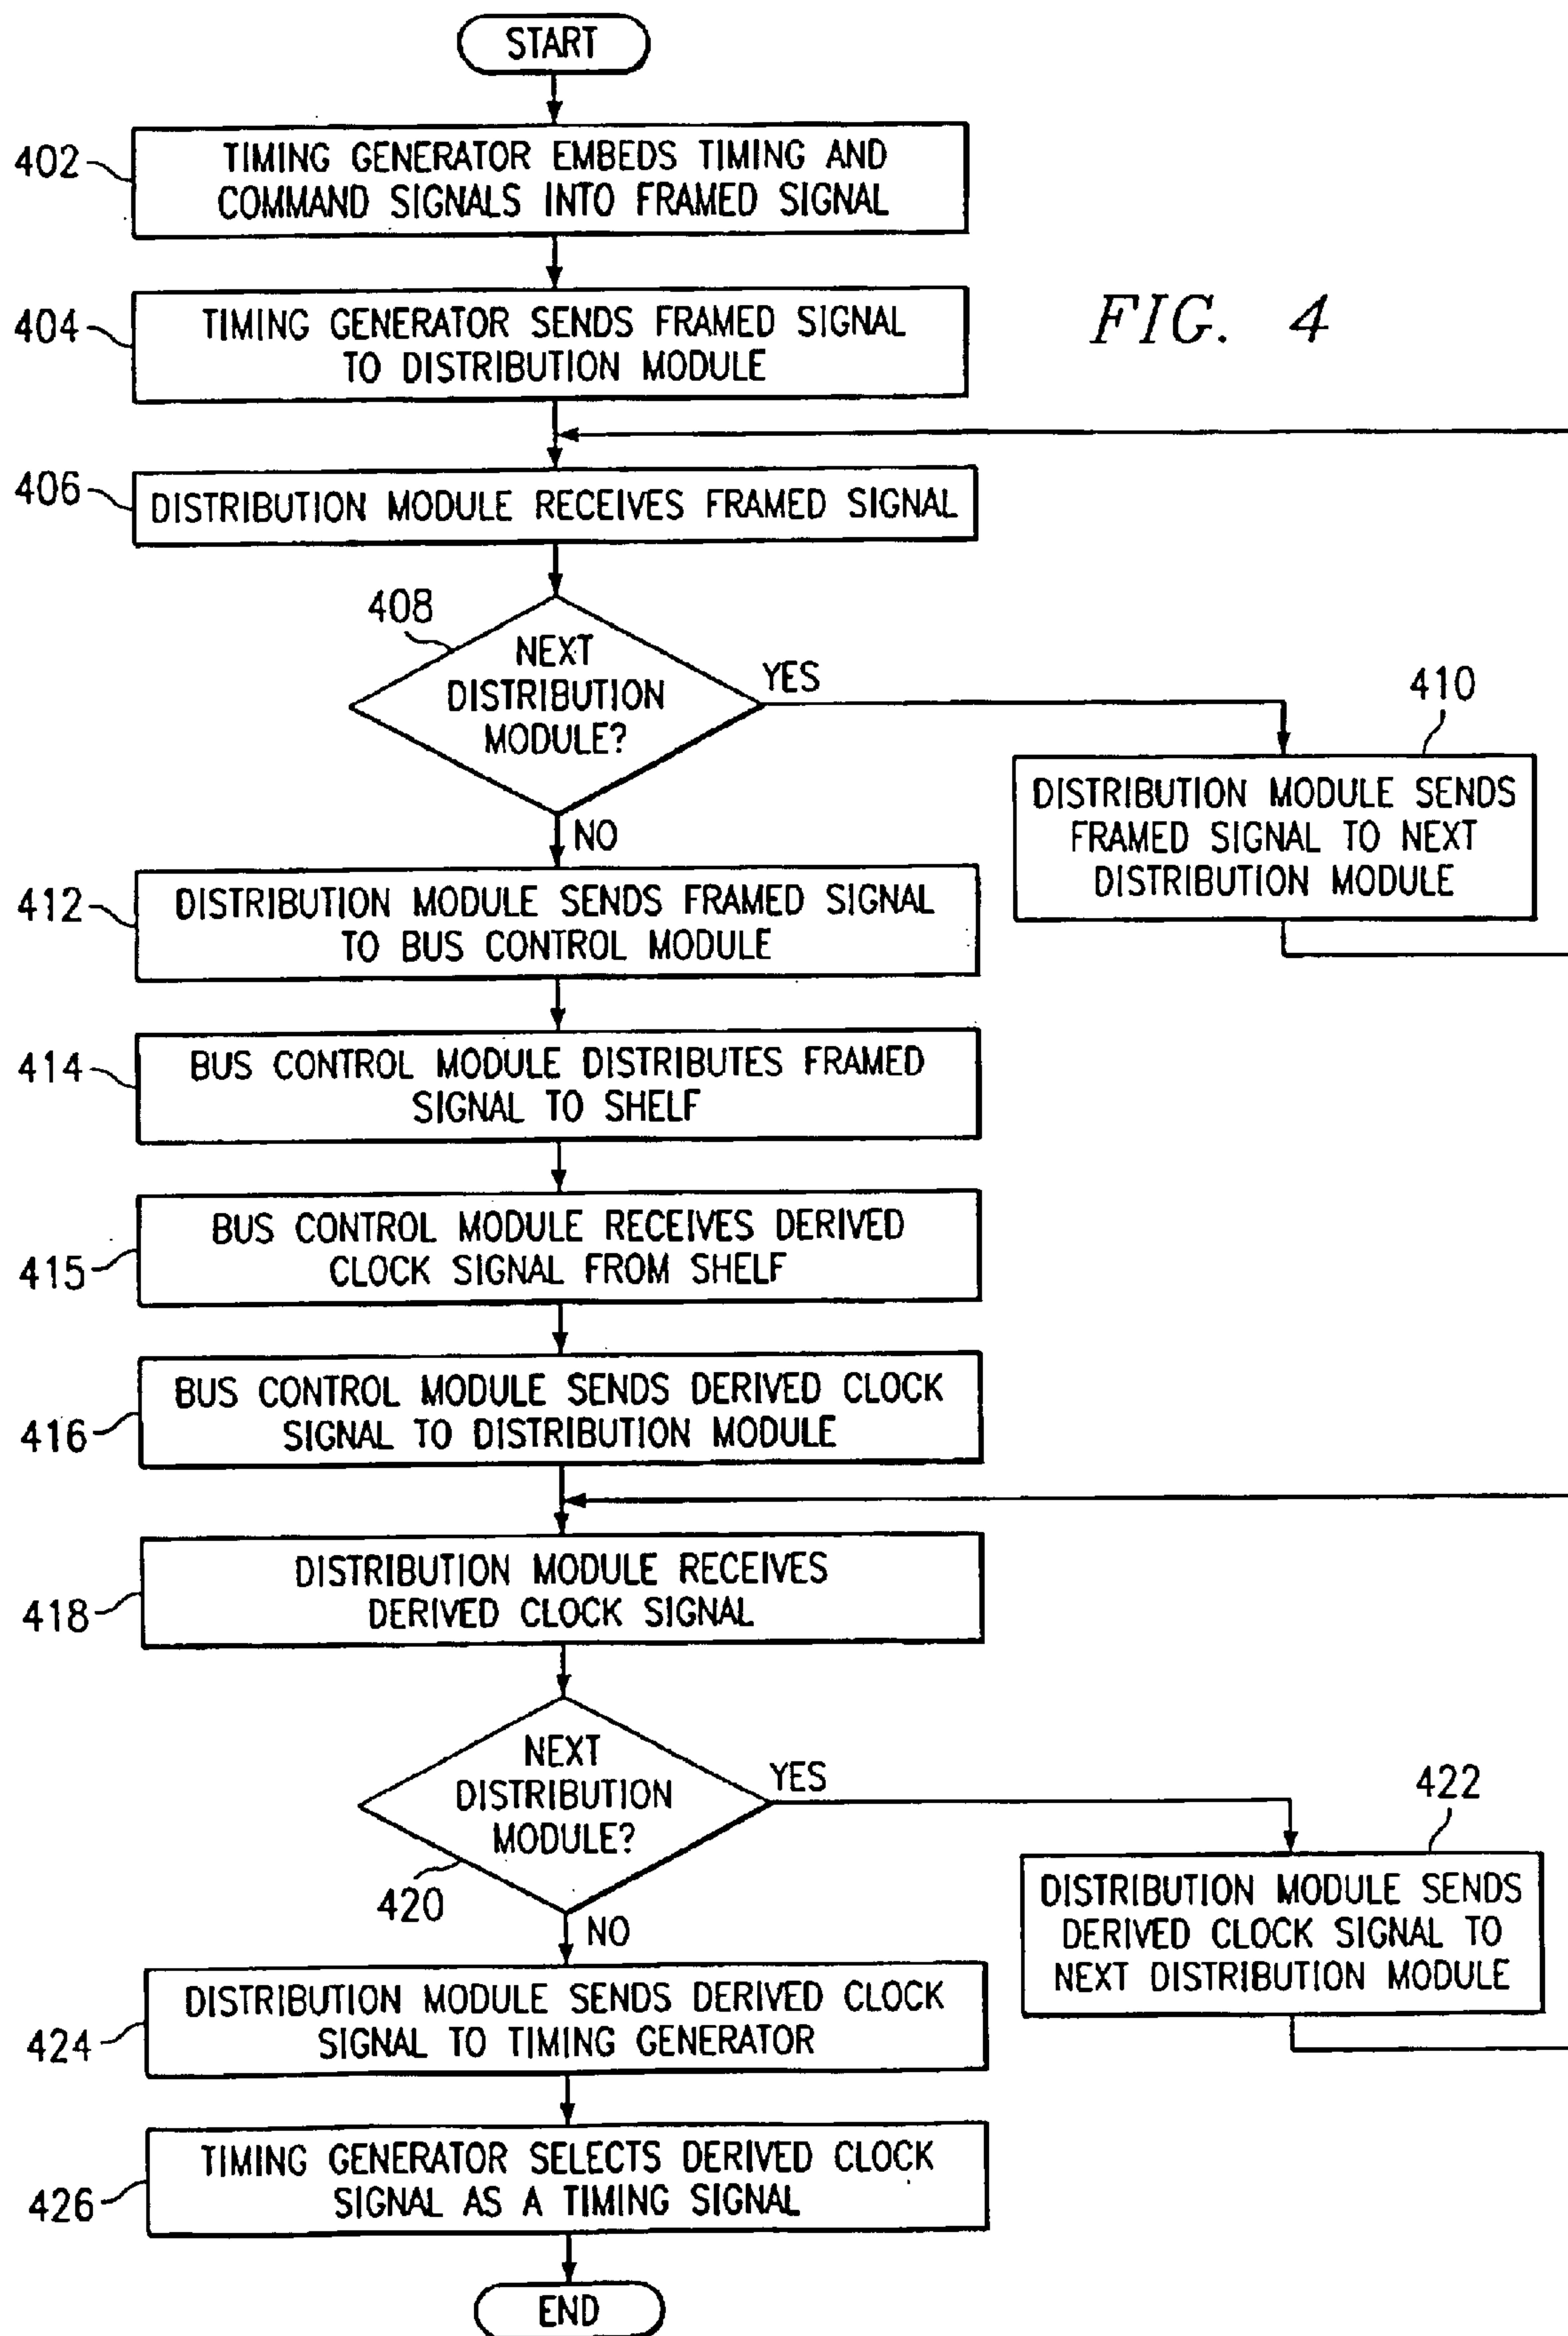 START
402
TIMING GENERATOR EMBEDS TIMING AND
COMMAND SIGNALS INTO FRAMED SIGNAL
404
TIMING GENERATOR SENDS FRAMED SIGNAL
TO DISTRIBUTION MODULE
FIG. 4
406
DISTRIBUTION MODULE RECEIVES FRAMED SIGNAL
408
NEXT
DISTRIBUTION
MODULE?
YES
410
DISTRIBUTION MODULE SENDS
FRAMED SIGNAL TO NEXT
DISTRIBUTION MODULE
NO
412
DISTRIBUTION MODULE SENDS FRAMED SIGNAL
TO BUS CONTROL MODULE
414
BUS CONTROL MODULE DISTRIBUTES FRAMED
SIGNAL TO SHELF
415
BUS CONTROL MODULE RECEIVES DERIVED
CLOCK SIGNAL FROM SHELF
416
BUS CONTROL MODULE SENDS DERIVED CLOCK
SIGNAL TO DISTRIBUTION MODULE
418
DISTRIBUTION MODULE RECEIVES
DERIVED CLOCK SIGNAL
NEXT
DISTRIBUTION
MODULE?
420
YES
422
DISTRIBUTION MODULE SENDS
DERIVED CLOCK SIGNAL TO
NEXT DISTRIBUTION MODULE
NO
424
DISTRIBUTION MODULE SENDS DERIVED CLOCK
SIGNAL TO TIMING GENERATOR
426
TIMING GENERATOR SELECTS DERIVED CLOCK
SIGNAL AS A TIMING SIGNAL
END